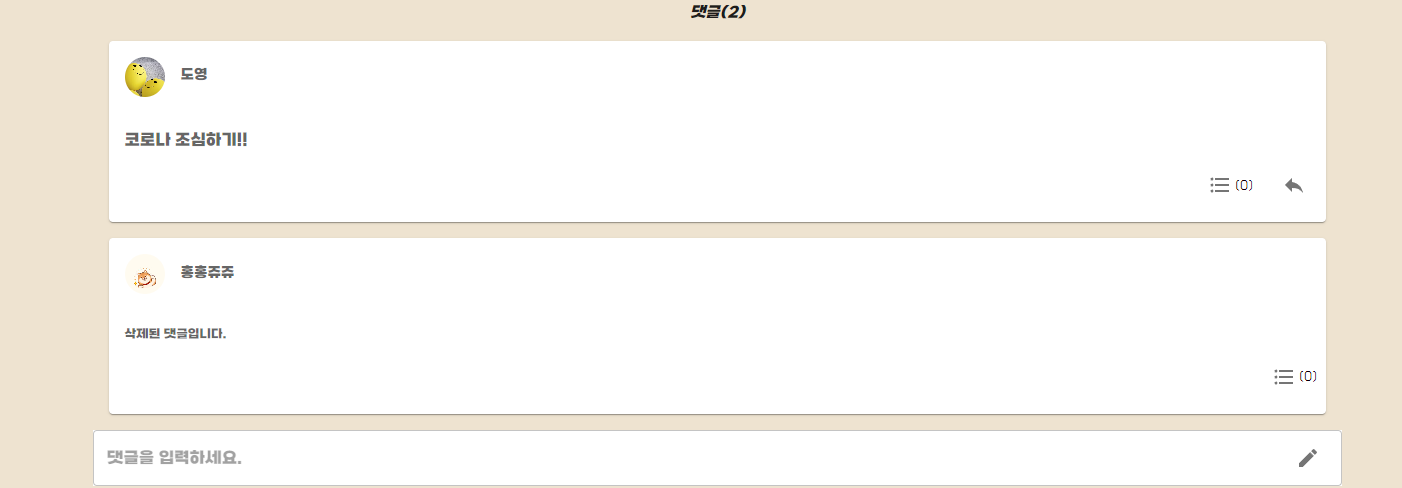 댓글(2)
도영
코로나 조심하기!!
(0)
홍홍쥬쥬
삭제된 댓글입니다.
(0)
댓글을 입력하세요.